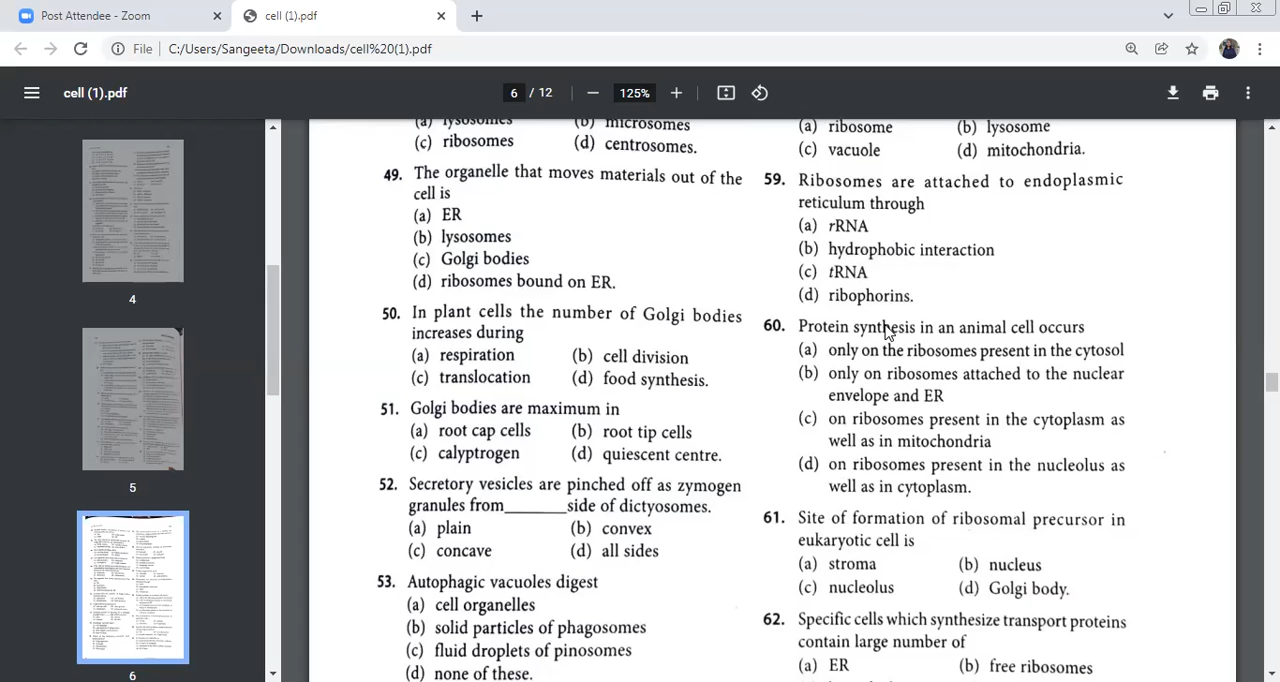 Post Attendee - Zoom
cell (1).pdf
File
C:/Users/Sangeeta/Downloads/cell%20(1).pdf
cell (1).pdf
6 / 12
125%
4
5
6
(a) lysosomes (b) microsomes
(c) ribosomes (d) centrosomes.
49. The organelle that moves materials out of the
cell is
(a) ER
(b) lysosomes
(c) Golgi bodies
(d) ribosomes bound on ER.
50. In plant cells the number of Golgi bodies
increases during
(a) respiration (b) cell division
(c) translocation (d) food synthesis.
51. Golgi bodies are minimum in
(a) root cap cells (b) root tip cells
(c) calyptrogen (d) quiescent centre.
52. Secretory vesicles are pinched off as zymogen
granules from______side of dictyosomes.
(a) plain (b) convex
(c) concave (d) all sides
53. Autophagic vacuoles digest
(a) cell organelles
(b) some particles of phagosomes
(c) fluid droplets of pinosomes
(d) none of these.
(a) ribosome (b) lysosome
(c) vacuole (d) mitochondria.
59. Ribosomes are attached to endoplasmic
reticulum through
(a) rRNA
(b) hydrophobic interaction
(c) tRNA
(d) ribophorins.
60. Protein synthesis in an animal cell occurs
(a) only on the ribosomes present in the cytosol
(b) only on ribosomes attached to the nuclear
envelope and ER
(c) on ribosomes present in the cytoplasm as
well as in mitochondria
(d) on ribosomes present in the nucleolus as
well as in cytoplasm.
61. Site of formation of ribosomal precursor in
eukaryotic cell is
(a) stroma (b) nucleus
(c) nucleolus (d) Golgi body.
62. Specific cells which synthesize transport proteins
contain large number of
(a) ER (b) free ribosomes